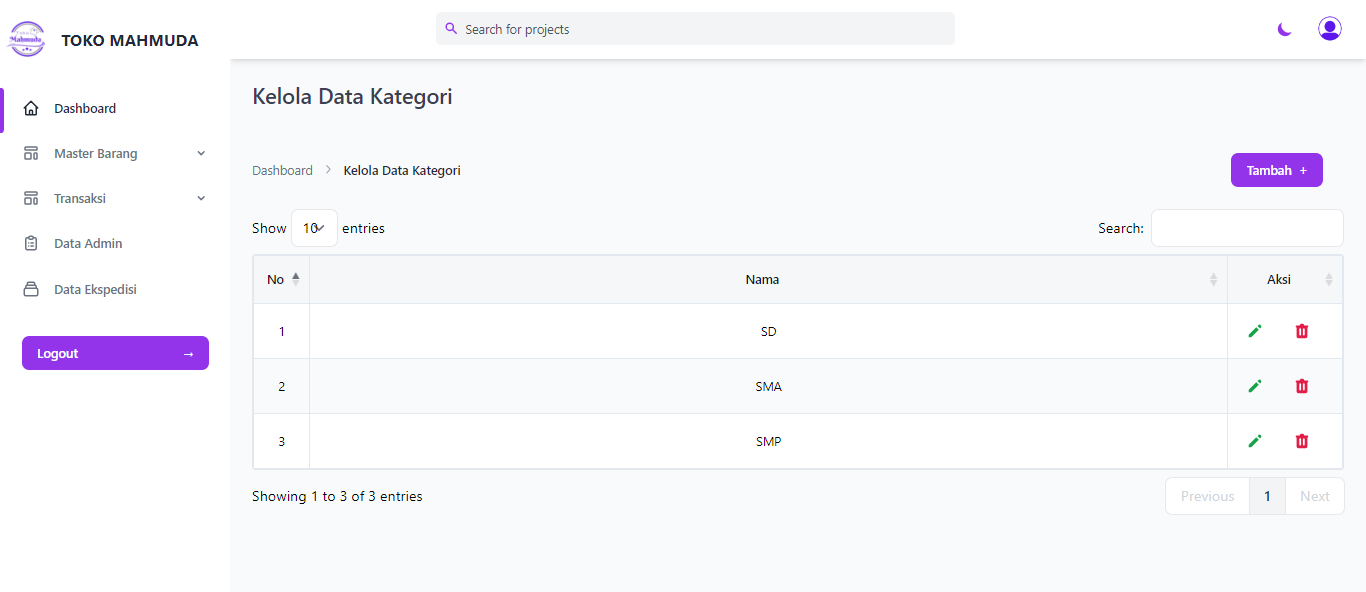 Mahmuda
TOKO MAHMUDA
Search for projects
Dashboard
Master Barang
Transaksi
Data Admin
Data Ekspedisi
Logout →
Kelola Data Kategori
Dashboard > Kelola Data Kategori
Tambah +
Show 10 entries
Search:
No Nama Aksi
1 SD
2 SMA
3 SMP
Showing 1 to 3 of 3 entries
Previous 1 Next